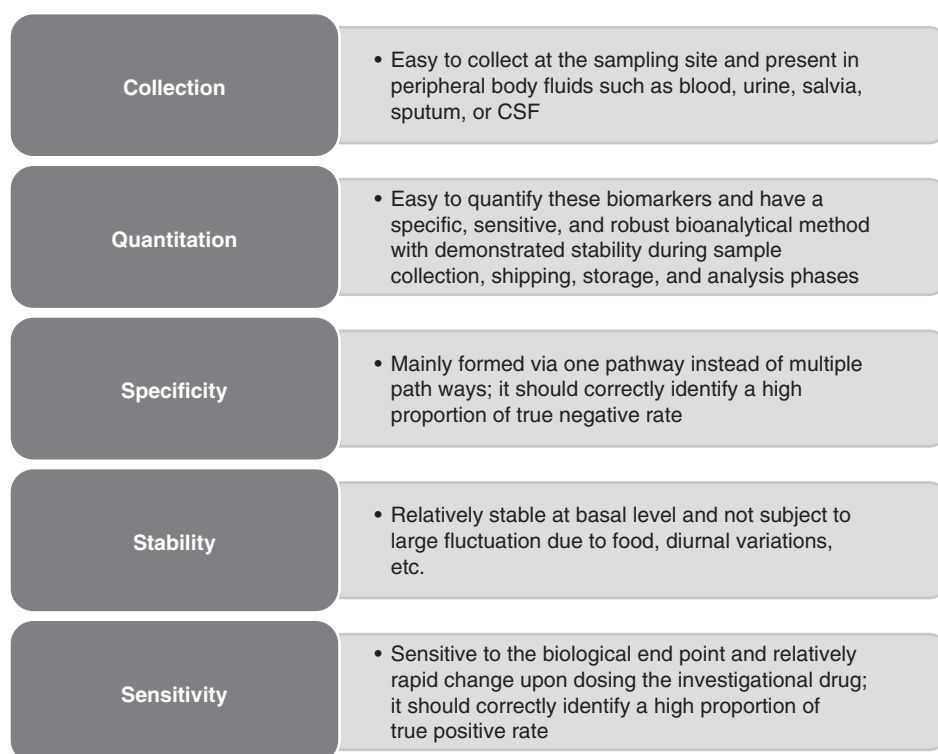 Collection
• Easy to collect at the sampling site and present in
peripheral body fluids such as blood, urine, salvia,
sputum, or CSF
Quantitation
• Easy to quantify these biomarkers and have a
specific, sensitive, and robust bioanalytical method
with demonstrated stability during sample
collection, shipping, storage, and analysis phases
Specificity
• Mainly formed via one pathway instead of multiple
path ways; it should correctly identify a high
proportion of true negative rate
Stability
• Relatively stable at basal level and not subject to
large fluctuation due to food, diurnal variations,
etc.
Sensitivity
• Sensitive to the biological end point and relatively
rapid change upon dosing the investigational drug;
it should correctly identify a high proportion of
true positive rate